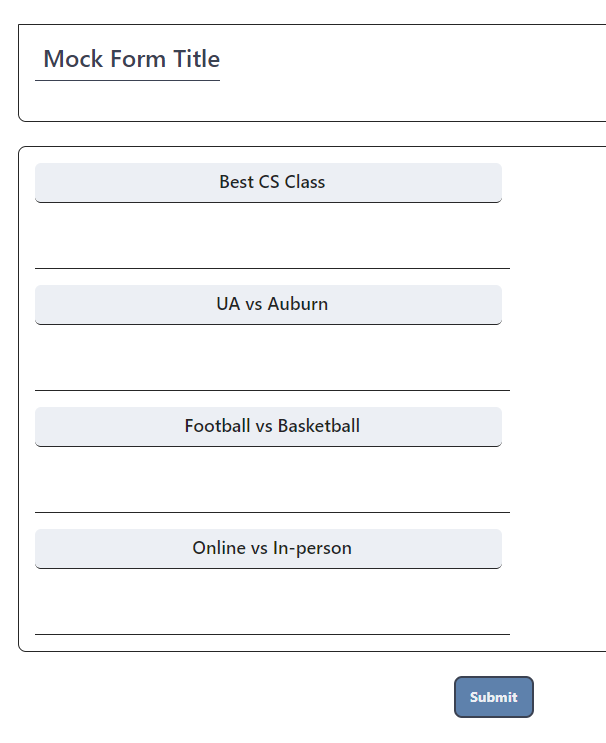 Mock Form Title
Best CS Class
UA vs Auburn
Football vs Basketball
Online vs In-person
Submit